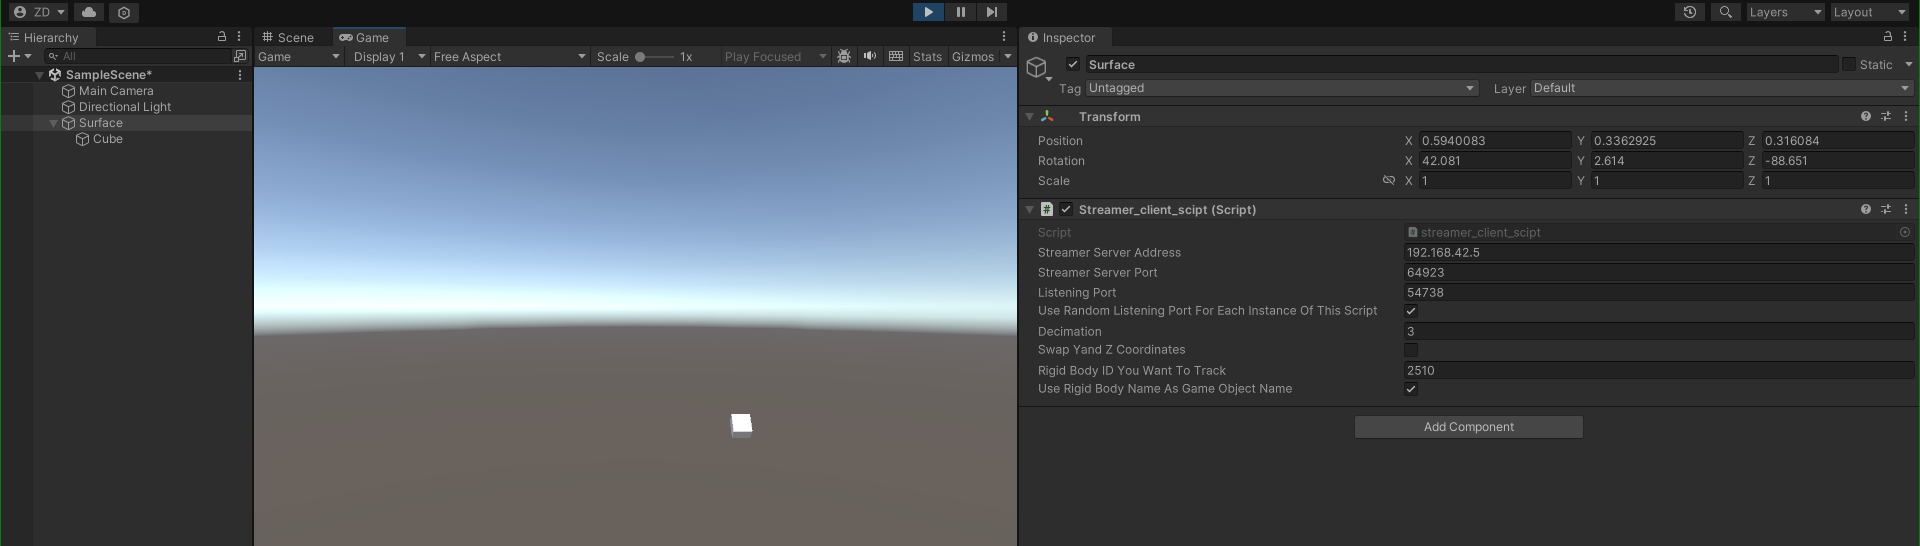 ZD
Layers
Layout
Hierarchy
All
SampleScene*
Main Camera
Directional Light
Surface
Cube
Scene
Game
Game
Display 1
Free Aspect
Scale
1x
Play Focused
Stats
Gizmos
Inspector
Surface
Static
Tag
Untagged
Layer
Default
Transform
Position X 0.5940083 Y 0.3362925 Z 0.316084
Rotation X 42.081 Y 2.614 Z -88.651
Scale X 1 Y 1 Z 1
# Streamer_client_scipt (Script)
Script streamer_client_scipt
Streamer Server Address 192.168.42.5
Streamer Server Port 64923
Listening Port 54738
Use Random Listening Port For Each Instance Of This Script
Decimation 3
Swap Yand Z Coordinates
Rigid Body ID You Want To Track 2510
Use Rigid Body Name As Game Object Name
Add Component